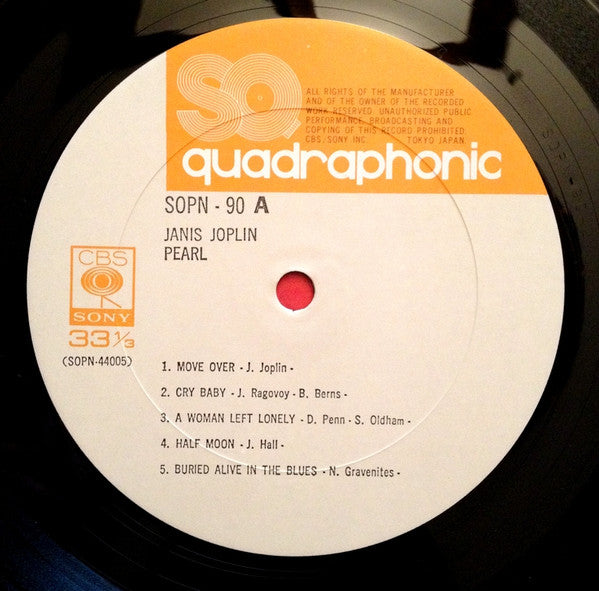 SQ
ALL RIGHTS OF THE MANUFACTURER
AND OF THE OWNER OF THE RECORDED
WORK RESERVED. UNAUTHORIZED PUBLIC
PERFORMANCE, BROADCASTING AND
COPYING OF THIS RECORD PROHIBITED.
CBS/SONY INC. TOKYO JAPAN.
quadraphonic
SOPN - 90 A
JANIS JOPLIN
PEARL
CBS
SONY
33 1/3
(SOPN-44005)
1. MOVE OVER - J. Joplin -
2. CRY BABY - J. Ragovoy - B. Berns -
3. A WOMAN LEFT LONELY - D. Penn - S. Oldham -
4. HALF MOON - J. Hall -
5. BURIED ALIVE IN THE BLUES - N. Gravenites -